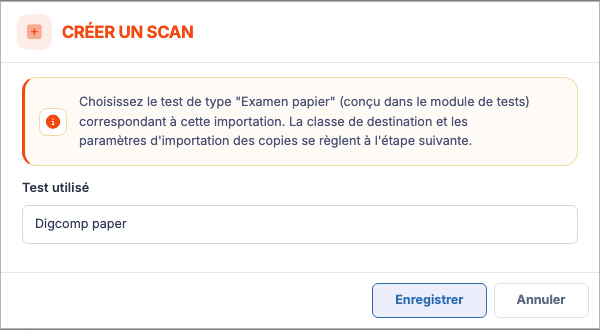 CRÉER UN SCAN
Choisissez le test de type "Examen papier" (conçu dans le module de tests)
correspondant à cette importation. La classe de destination et les
paramètres d'importation des copies se règlent à l'étape suivante.
Test utilisé
Digcomp paper
Enregistrer
Annuler